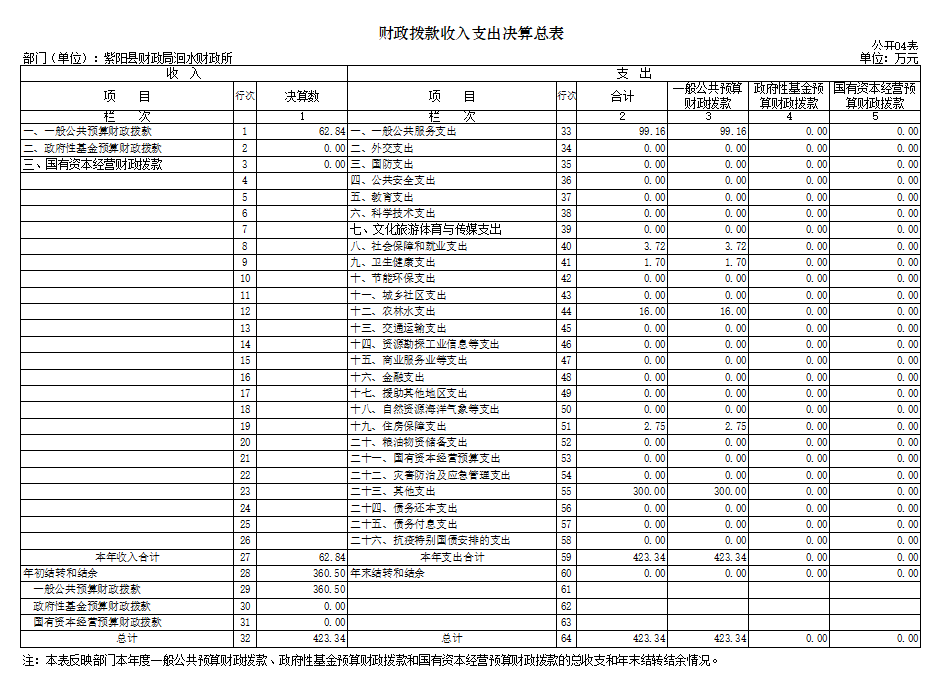 财政拨款收入支出决算总表
公开04表
部门（单位）：紫阳县财政局洄水财政所 单位：万元
收 入 支 出
项 目 行次 决算数 项 目 行次 合计 一般公共预算财政拨款 政府性基金预算财政拨款 国有资本经营预算财政拨款
栏 次 1 栏 次 2 3 4 5
一、一般公共预算财政拨款 1 62.84 一、一般公共服务支出 33 99.16 99.16 0.00 0.00
二、政府性基金预算财政拨款 2 0.00 二、外交支出 34 0.00 0.00 0.00 0.00
三、国有资本经营财政拨款 3 0.00 三、国防支出 35 0.00 0.00 0.00 0.00
4 四、公共安全支出 36 0.00 0.00 0.00 0.00
5 五、教育支出 37 0.00 0.00 0.00 0.00
6 六、科学技术支出 38 0.00 0.00 0.00 0.00
7 七、文化旅游体育与传媒支出 39 0.00 0.00 0.00 0.00
8 八、社会保障和就业支出 40 3.72 3.72 0.00 0.00
9 九、卫生健康支出 41 1.70 1.70 0.00 0.00
10 十、节能环保支出 42 0.00 0.00 0.00 0.00
11 十一、城乡社区支出 43 0.00 0.00 0.00 0.00
12 十二、农林水支出 44 16.00 16.00 0.00 0.00
13 十三、交通运输支出 45 0.00 0.00 0.00 0.00
14 十四、资源勘探工业信息等支出 46 0.00 0.00 0.00 0.00
15 十五、商业服务业等支出 47 0.00 0.00 0.00 0.00
16 十六、金融支出 48 0.00 0.00 0.00 0.00
17 十七、援助其他地区支出 49 0.00 0.00 0.00 0.00
18 十八、自然资源海洋气象等支出 50 0.00 0.00 0.00 0.00
19 十九、住房保障支出 51 2.75 2.75 0.00 0.00
20 二十、粮油物资储备支出 52 0.00 0.00 0.00 0.00
21 二十一、国有资本经营预算支出 53 0.00 0.00 0.00 0.00
22 二十二、灾害防治及应急管理支出 54 0.00 0.00 0.00 0.00
23 二十三、其他支出 55 300.00 300.00 0.00 0.00
24 二十四、债务还本支出 56 0.00 0.00 0.00 0.00
25 二十五、债务付息支出 57 0.00 0.00 0.00 0.00
26 二十六、抗疫特别国债安排的支出 58 0.00 0.00 0.00 0.00
本年收入合计 27 62.84 本年支出合计 59 423.34 423.34 0.00 0.00
年初结转和结余 28 360.50 年末结转和结余 60 0.00 0.00 0.00 0.00
一般公共预算财政拨款 29 360.50 61
政府性基金预算财政拨款 30 0.00 62
国有资本经营预算财政拨款 31 0.00 63
总计 32 423.34 总计 64 423.34 423.34 0.00 0.00
注：本表反映部门本年度一般公共预算财政拨款、政府性基金预算财政拨款和国有资本经营预算财政拨款的总收支和年末结转结余情况。